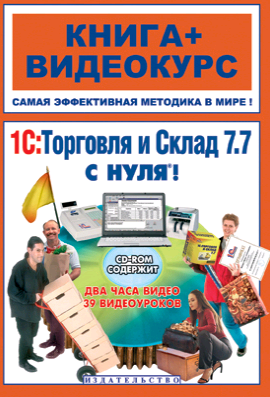 КНИГА+
ВИДЕОКУРС
САМАЯ ЭФФЕКТИВНАЯ МЕТОДИКА В МИРЕ !
1С:Торговля и Склад 7.7
С НУЛЯ®!
CD-ROM
СОДЕРЖИТ
ДВА ЧАСА ВИДЕО
39 ВИДЕОУРОКОВ
ИЗДАТЕЛЬСТВО